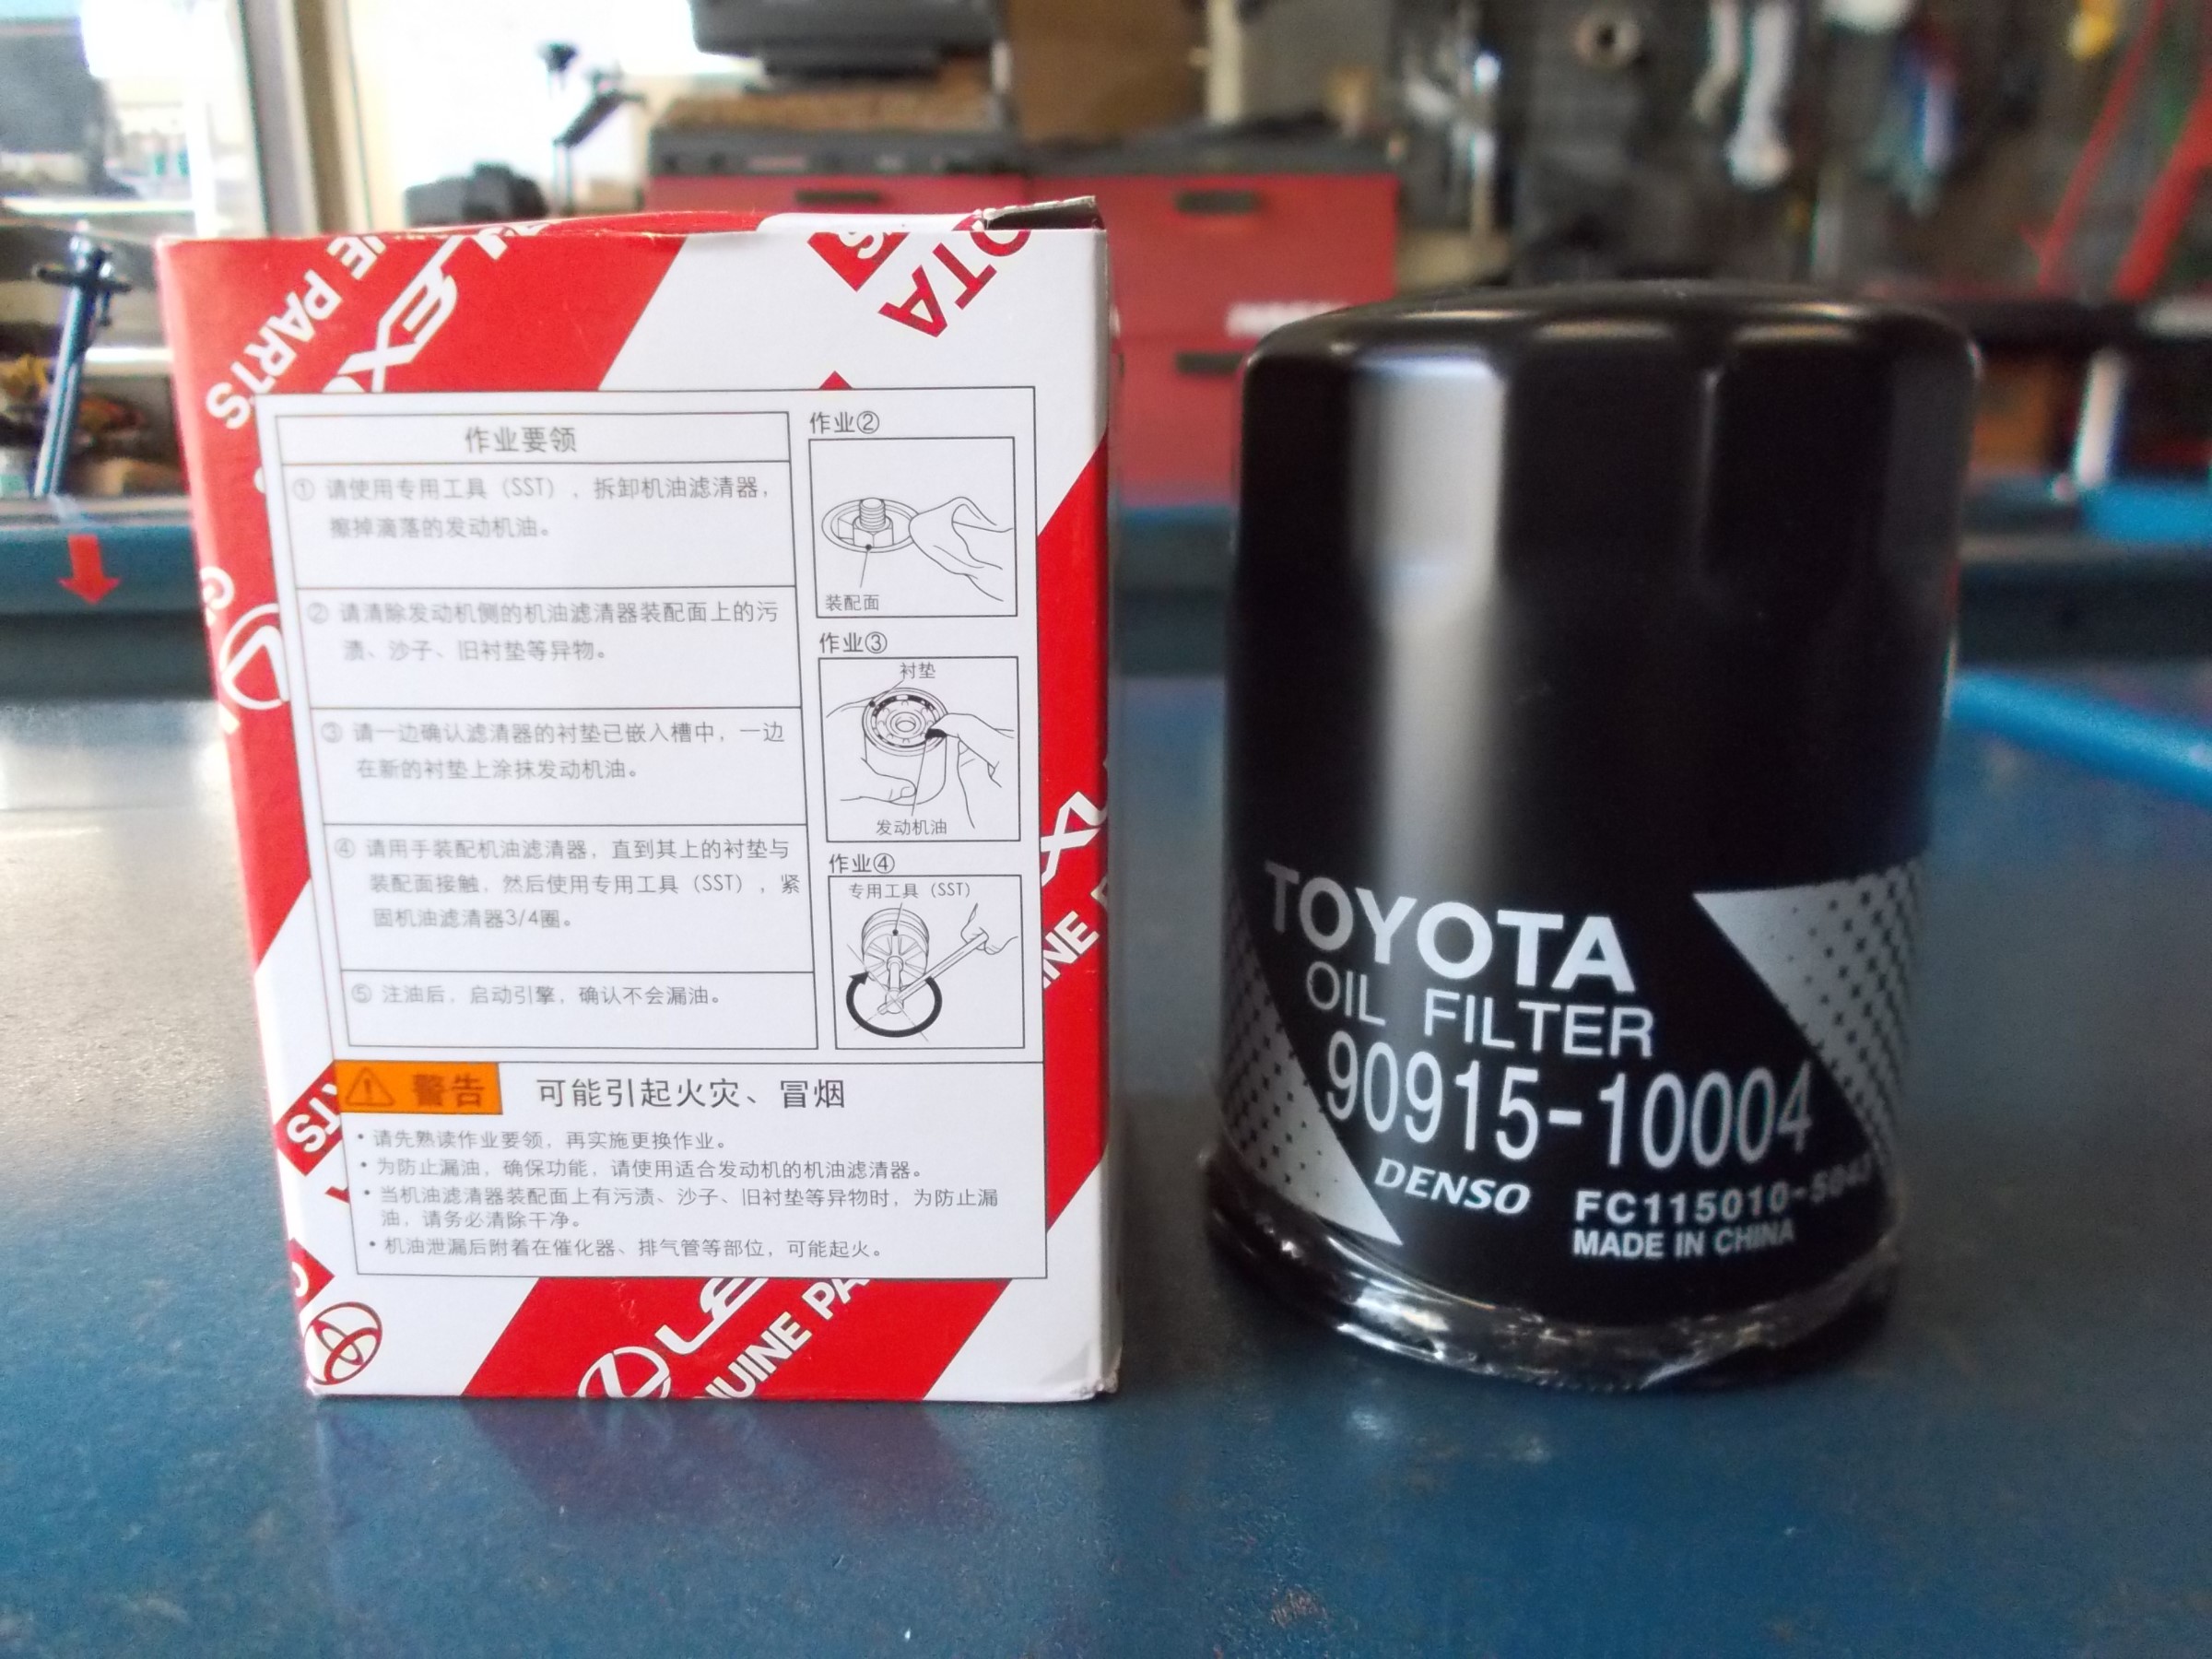 LEX
PARTS
作业要领
① 请使用专用工具（SST），拆卸机油滤清器，
擦掉滴落的发动机油。
② 请清除发动机侧的机油滤清器装配面上的污
渍、沙子、旧衬垫等异物。
③ 请一边确认滤清器的衬垫已嵌入槽中，一边
在新的衬垫上涂抹发动机油。
④ 请用手装配机油滤清器，直到其上的衬垫与
装配面接触，然后使用专用工具（SST），紧
固机油滤清器3/4圈。
⑤ 注油后，启动引擎，确认不会漏油。
作业②
装配面
作业③
衬垫
发动机油
作业④
专用工具（SST）
警告 可能引起火灾、冒烟
• 请先熟读作业要领，再实施更换作业。
• 为防止漏油，确保功能，请使用适合发动机的机油滤清器。
• 当机油滤清器装配面上有污渍、沙子、旧衬垫等异物时，为防止漏
油，请务必清除干净。
• 机油泄漏后附着在催化器、排气管等部位，可能起火。
TOYOTA
OIL FILTER
90915-10004
DENSO FC115010-
MADE IN CHINA